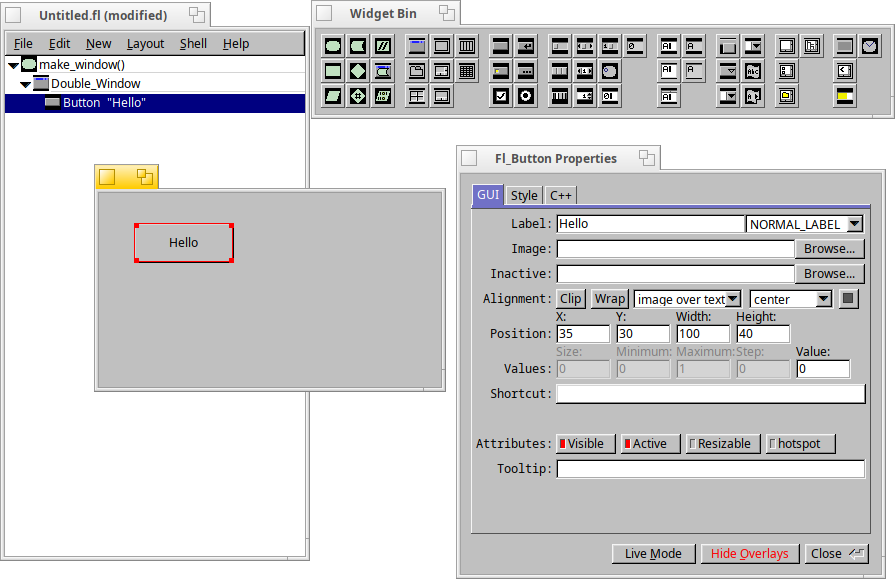 Untitled.fl (modified)
File Edit New Layout Shell Help
make_window()
Double_Window
Button "Hello"
Widget Bin
Hello
Fl_Button Properties
GUI Style C++
Label: Hello NORMAL_LABEL
Image: Browse...
Inactive: Browse...
Alignment: Clip Wrap image over text center
X: Y: Width: Height:
Position: 35 30 100 40
Size: Minimum: Maximum: Step: Value:
Values: 0 0 1 0 0
Shortcut:
Attributes: Visible Active Resizable hotspot
Tooltip:
Live Mode Hide Overlays Close